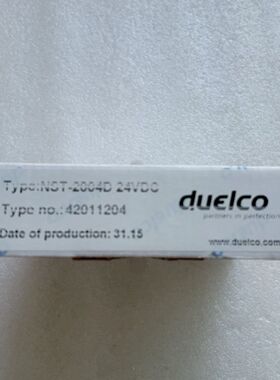 Type:NST-2004D 24VDC
Type no.:42011204
Date of production: 31.15
duelco
partners in perfection
www.duelco.com